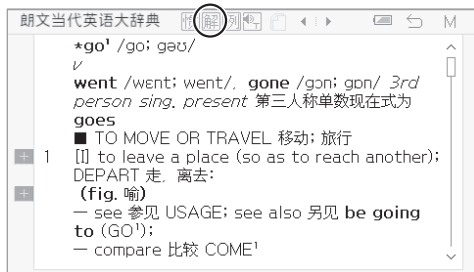 朗文当代英语大辞典 解 列 M
*go¹ /go; gəʊ/
v
went /wɛnt; went/, gone /gɔn; gɒn/ 3rd
person sing. present 第三人称单数现在式为
goes
■ TO MOVE OR TRAVEL 移动; 旅行
1 [I] to leave a place (so as to reach another);
DEPART 走, 离去:
(fig. 喻)
— see 参见 USAGE; see also 另见 be going
to (GO¹);
— compare 比较 COME¹